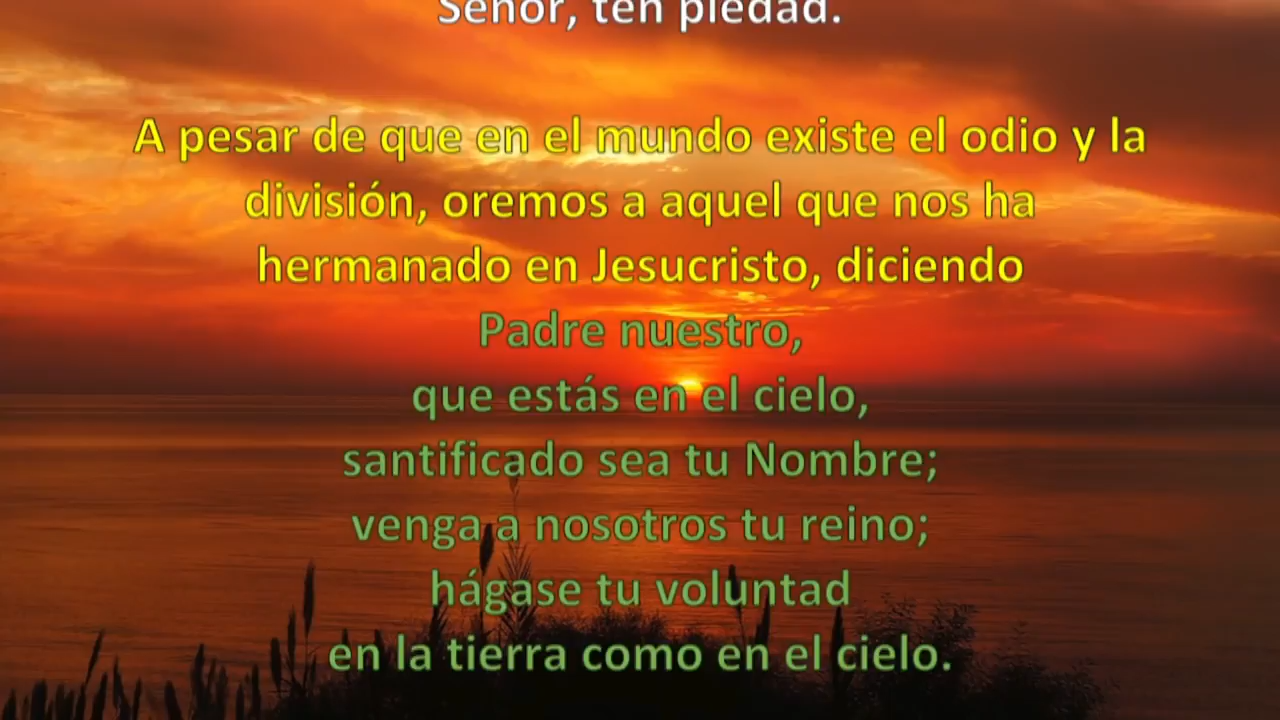 Señor, ten piedad.
A pesar de que en el mundo existe el odio y la
división, oremos a aquel que nos ha
hermanado en Jesucristo, diciendo
Padre nuestro,
que estás en el cielo,
santificado sea tu Nombre;
venga a nosotros tu reino;
hágase tu voluntad
en la tierra como en el cielo.